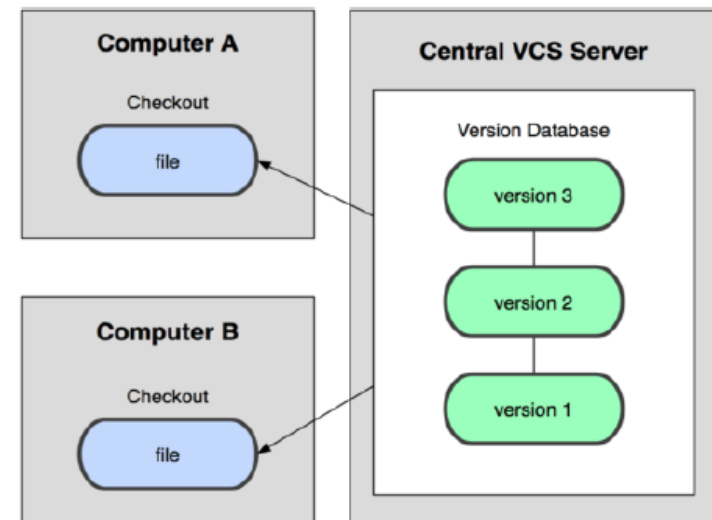 Computer A
Checkout
file
Central VCS Server
Version Database
version 3
version 2
version 1
Computer B
Checkout
file